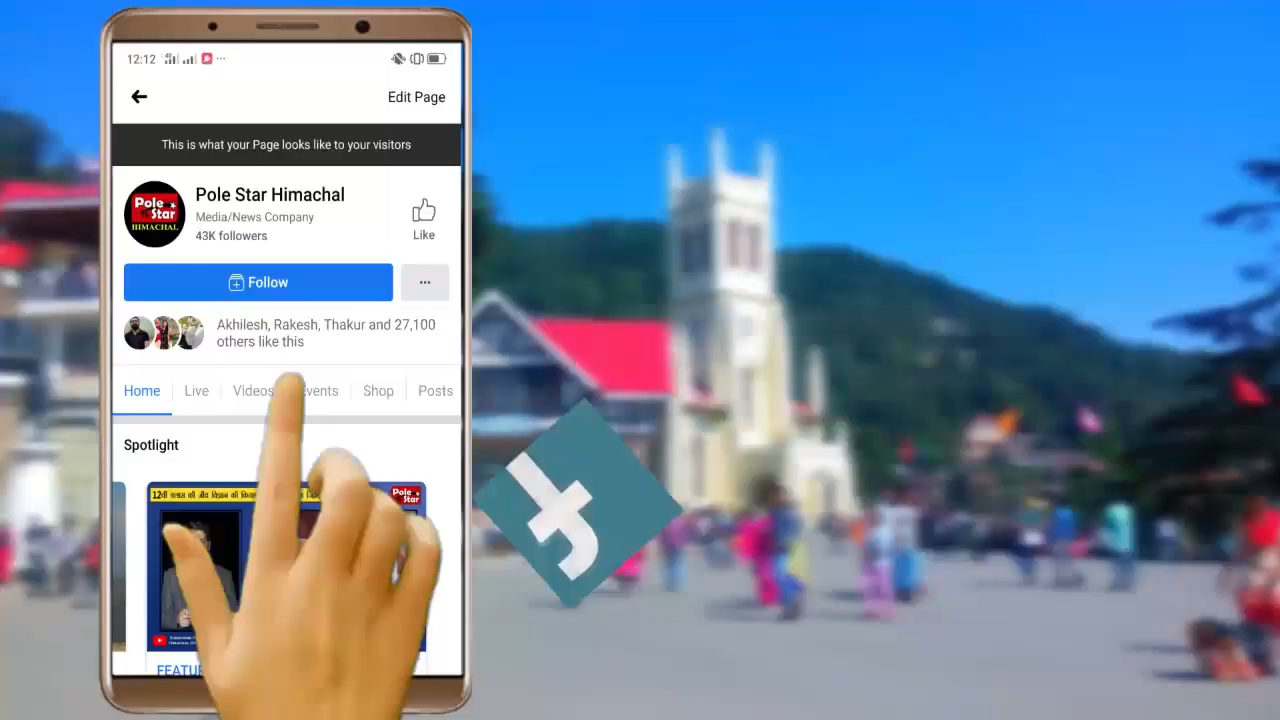 12:12
Edit Page
This is what your Page looks like to your visitors
Pole Star Himachal
Media/News Company
43K followers
Like
Pole
Star
HIMACHAL
Follow
Akhilesh, Rakesh, Thakur and 27,100
others like this
Home Live Videos Shop Posts
Spotlight
12वीं क्लास की जीव विज्ञान की
Pole
Star